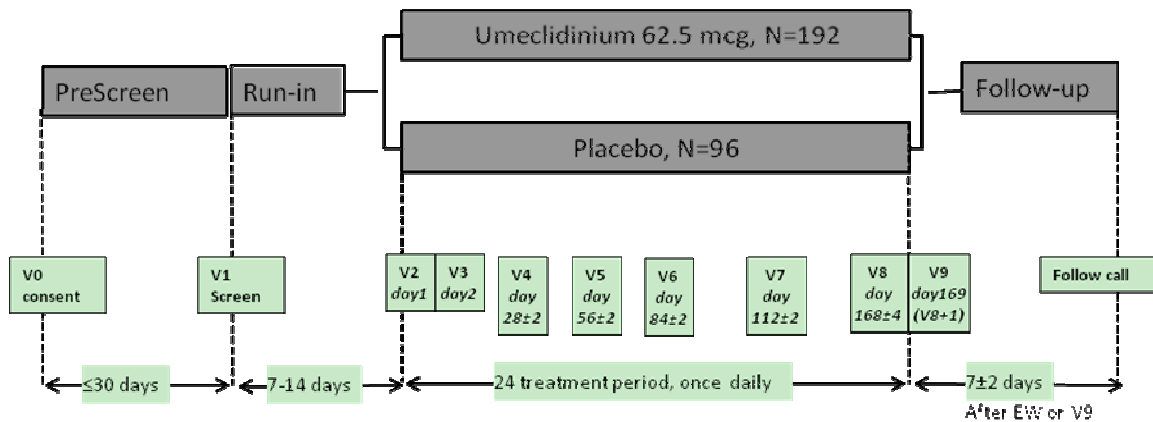 Umeclidinium 62.5 mcg, N=192
PreScreen
Run-in
Follow-up
Placebo, N=96
V0
consent
V1
Screen
V2
day1
V3
day2
V4
day
28±2
V5
day
56±2
V6
day
84±2
V7
day
112±2
V8
day
168±4
V9
day169
(V8+1)
Follow call
≤30 days
7-14 days
24 treatment period, once daily
7±2 days
After EW or V9